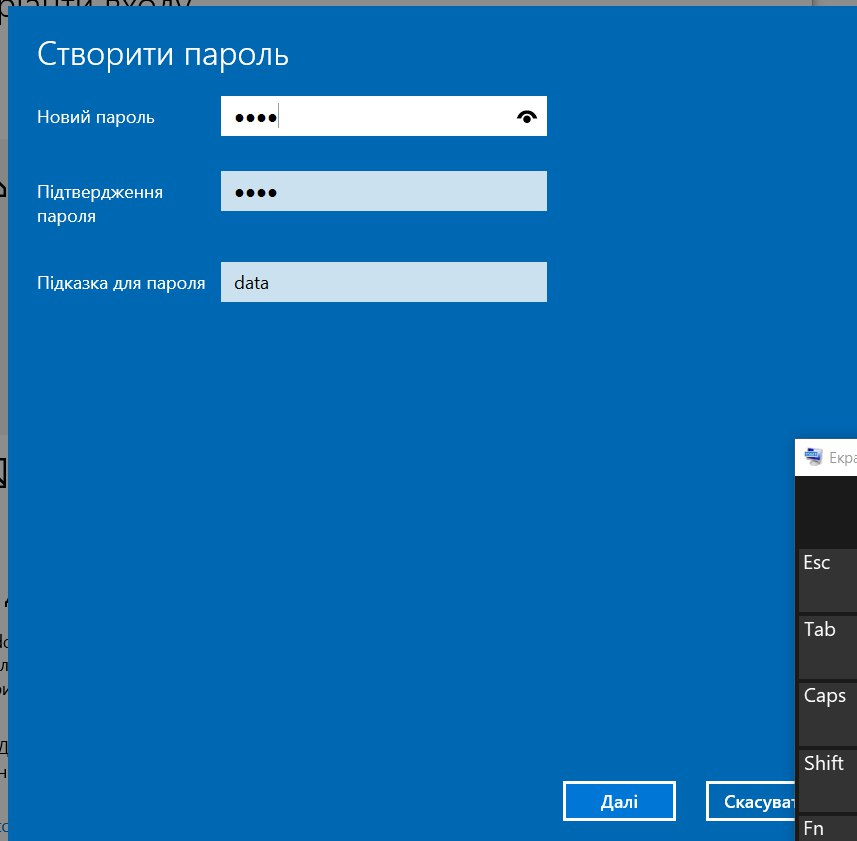 Створити пароль
Новий пароль
••••
Підтвердження
пароля
••••
Підказка для пароля
data
Esc
Tab
Caps
Shift
Fn
Далі